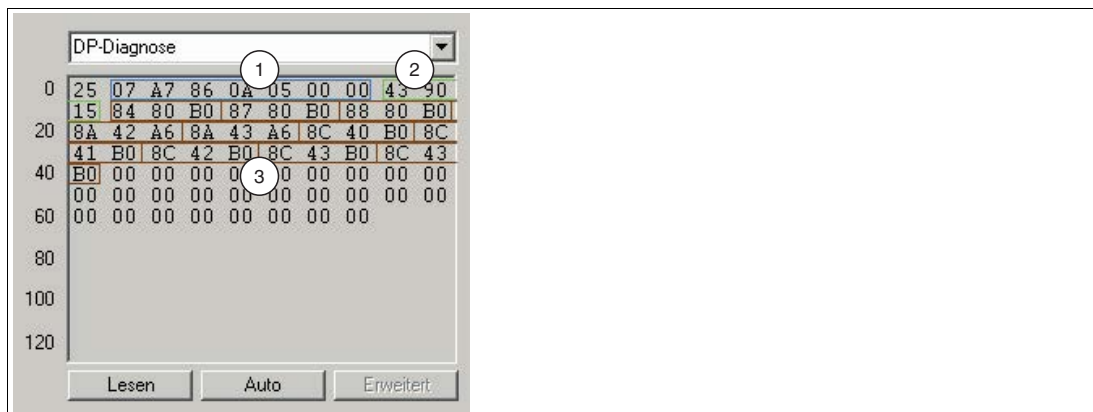 DP-Diagnose
1
2
0 25 07 A7 86 0A 05 00 00 43 90
15 84 80 B0 87 80 B0 88 80 B0
20 8A 42 A6 8A 43 A6 8C 40 B0 8C
41 B0 8C 42 B0 8C 43 B0 8C 43
40 B0 00 00 00 00 00 00 00 00
3
00 00 00 00 00 00 00 00 00 00
60 00 00 00 00 00 00 00 00
80
100
120
Lesen Auto Erweitert